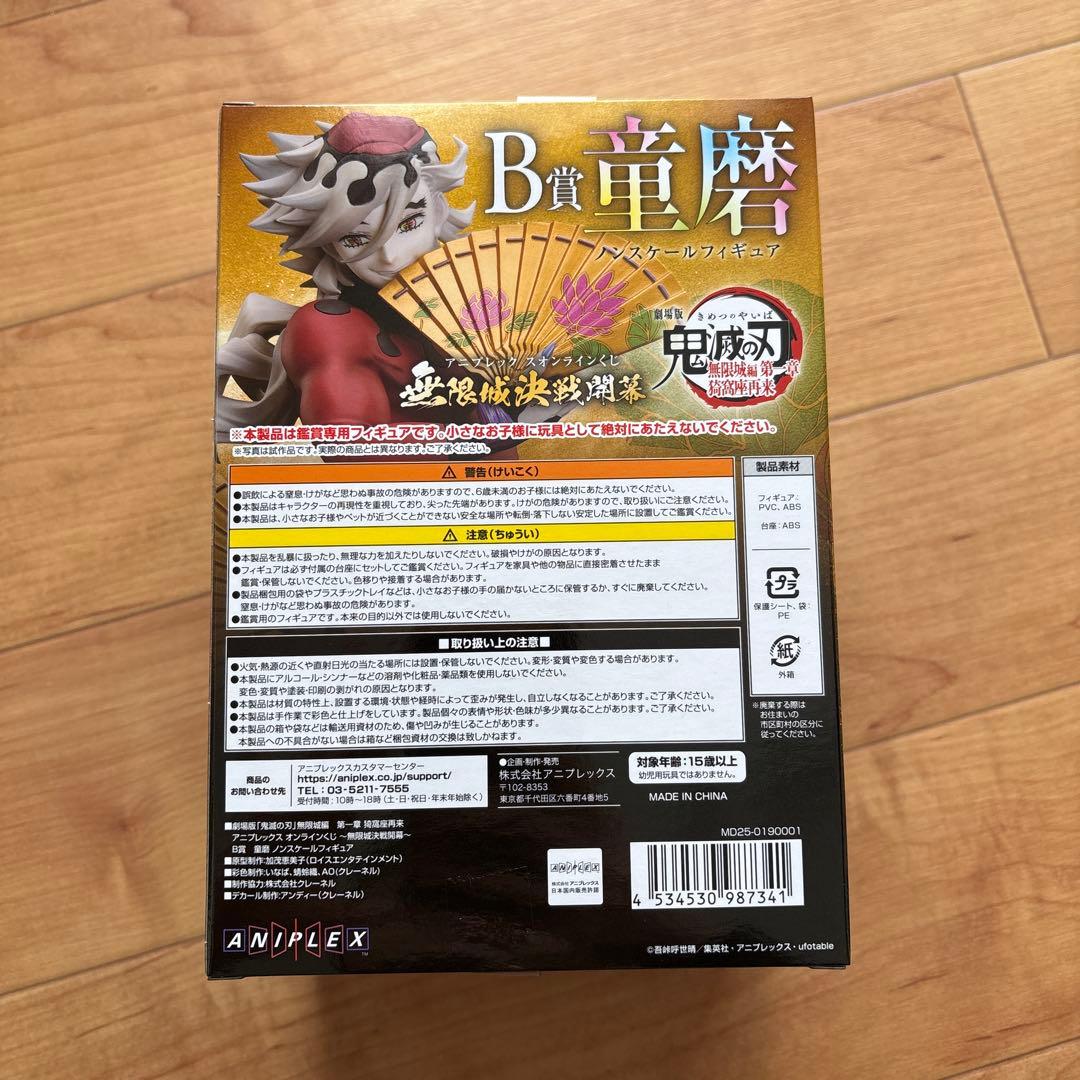 B賞 童磨
ノンスケールフィギュア
劇場版
きめつのやいば
鬼滅の刃
無限城編 第一章
猗窩座再来
アニプレックス オンラインくじ
無限城決戦開幕
※本製品は鑑賞専用フィギュアです。小さなお子様に玩具として絶対にあたえないでください。
※写真は試作品です。実際の商品とは異なります。ご了承ください。
⚠ 警告(けいこく)
●誤飲による窒息・けがなど思わぬ事故の危険がありますので、6歳未満のお子様には絶対にあたえないでください。
●本製品はキャラクターの再現性を重視しており、尖った先端があります。けがの危険がありますので、取り扱いにご注意ください。
●本製品は、小さなお子様やペットが近づくことができない安全な場所や転倒・落下しない安定した場所に設置してご鑑賞ください。
⚠ 注意(ちゅうい)
●本製品を乱暴に扱ったり、無理な力を加えたりしないでください。破損やけがの原因となります。
●フィギュアは必ず付属の台座にセットしてご鑑賞ください。フィギュアを家具や他の物品に直接密着させたまま
鑑賞・保管しないでください。色移りや接着する場合があります。
●製品梱包用の袋やプラスチックトレイなどは、小さなお子様の手の届かないところに保管するか、すぐに廃棄してください。
窒息・けがなど思わぬ事故の危険があります。
●鑑賞用のフィギュアです。本来の目的以外では使用しないでください。
■取り扱い上の注意■
●火気・熱源の近くや直射日光の当たる場所には設置・保管しないでください。変形・変質や変色する場合があります。
●本製品にアルコール・シンナーなどの溶剤や化粧品・薬品類を使用しないでください。
変色・変質や塗装・印刷の剥がれの原因となります。
●本製品は材質の特性上、設置する環境・状態や経時によって歪みが発生し、自立しなくなることがあります。ご了承ください。
●本製品は手作業で彩色と仕上げをしています。製品個々の表情や形状・色味が多少異なることがあります。ご了承ください。
●本製品の箱や袋などは輸送用資材のため、傷や凹みが生じることがあります。
本製品への不具合がない場合は箱など梱包資材の交換は致しかねます。
製品素材
フィギュア:
PVC、ABS
台座:ABS
プラ
保護シート、袋:
PE
紙
外箱
※廃棄する際は
お住まいの
市区町村の区分に
従ってください。
商品の
お問い合わせ先
アニプレックスカスタマーセンター
https://aniplex.co.jp/support/
TEL:03-5211-7555
受付時間:10時～18時(土・日・祝日・年末年始除く)
●企画・制作・発売
株式会社アニプレックス
〒102-8353
東京都千代田区六番町4番地5
対象年齢:15歳以上
幼児用玩具ではありません。
MADE IN CHINA
■劇場版「鬼滅の刃」無限城編 第一章 猗窩座再来
アニプレックス オンラインくじ ～無限城決戦開幕～
B賞 童磨 ノンスケールフィギュア
■原型制作:加茂恵美子(ロイスエンタテインメント)
■彩色制作:いなば、蜻蛉織、AO(クレーネル)
■制作協力:株式会社クレーネル
■デカール制作:アンディー(クレーネル)
ANIPLEX
株式会社 アニプレックス
日本国内販売許諾
MD25-0190001
4 534530 987341
ANIPLEX™
©吾峠呼世晴／集英社・アニプレックス・ufotable